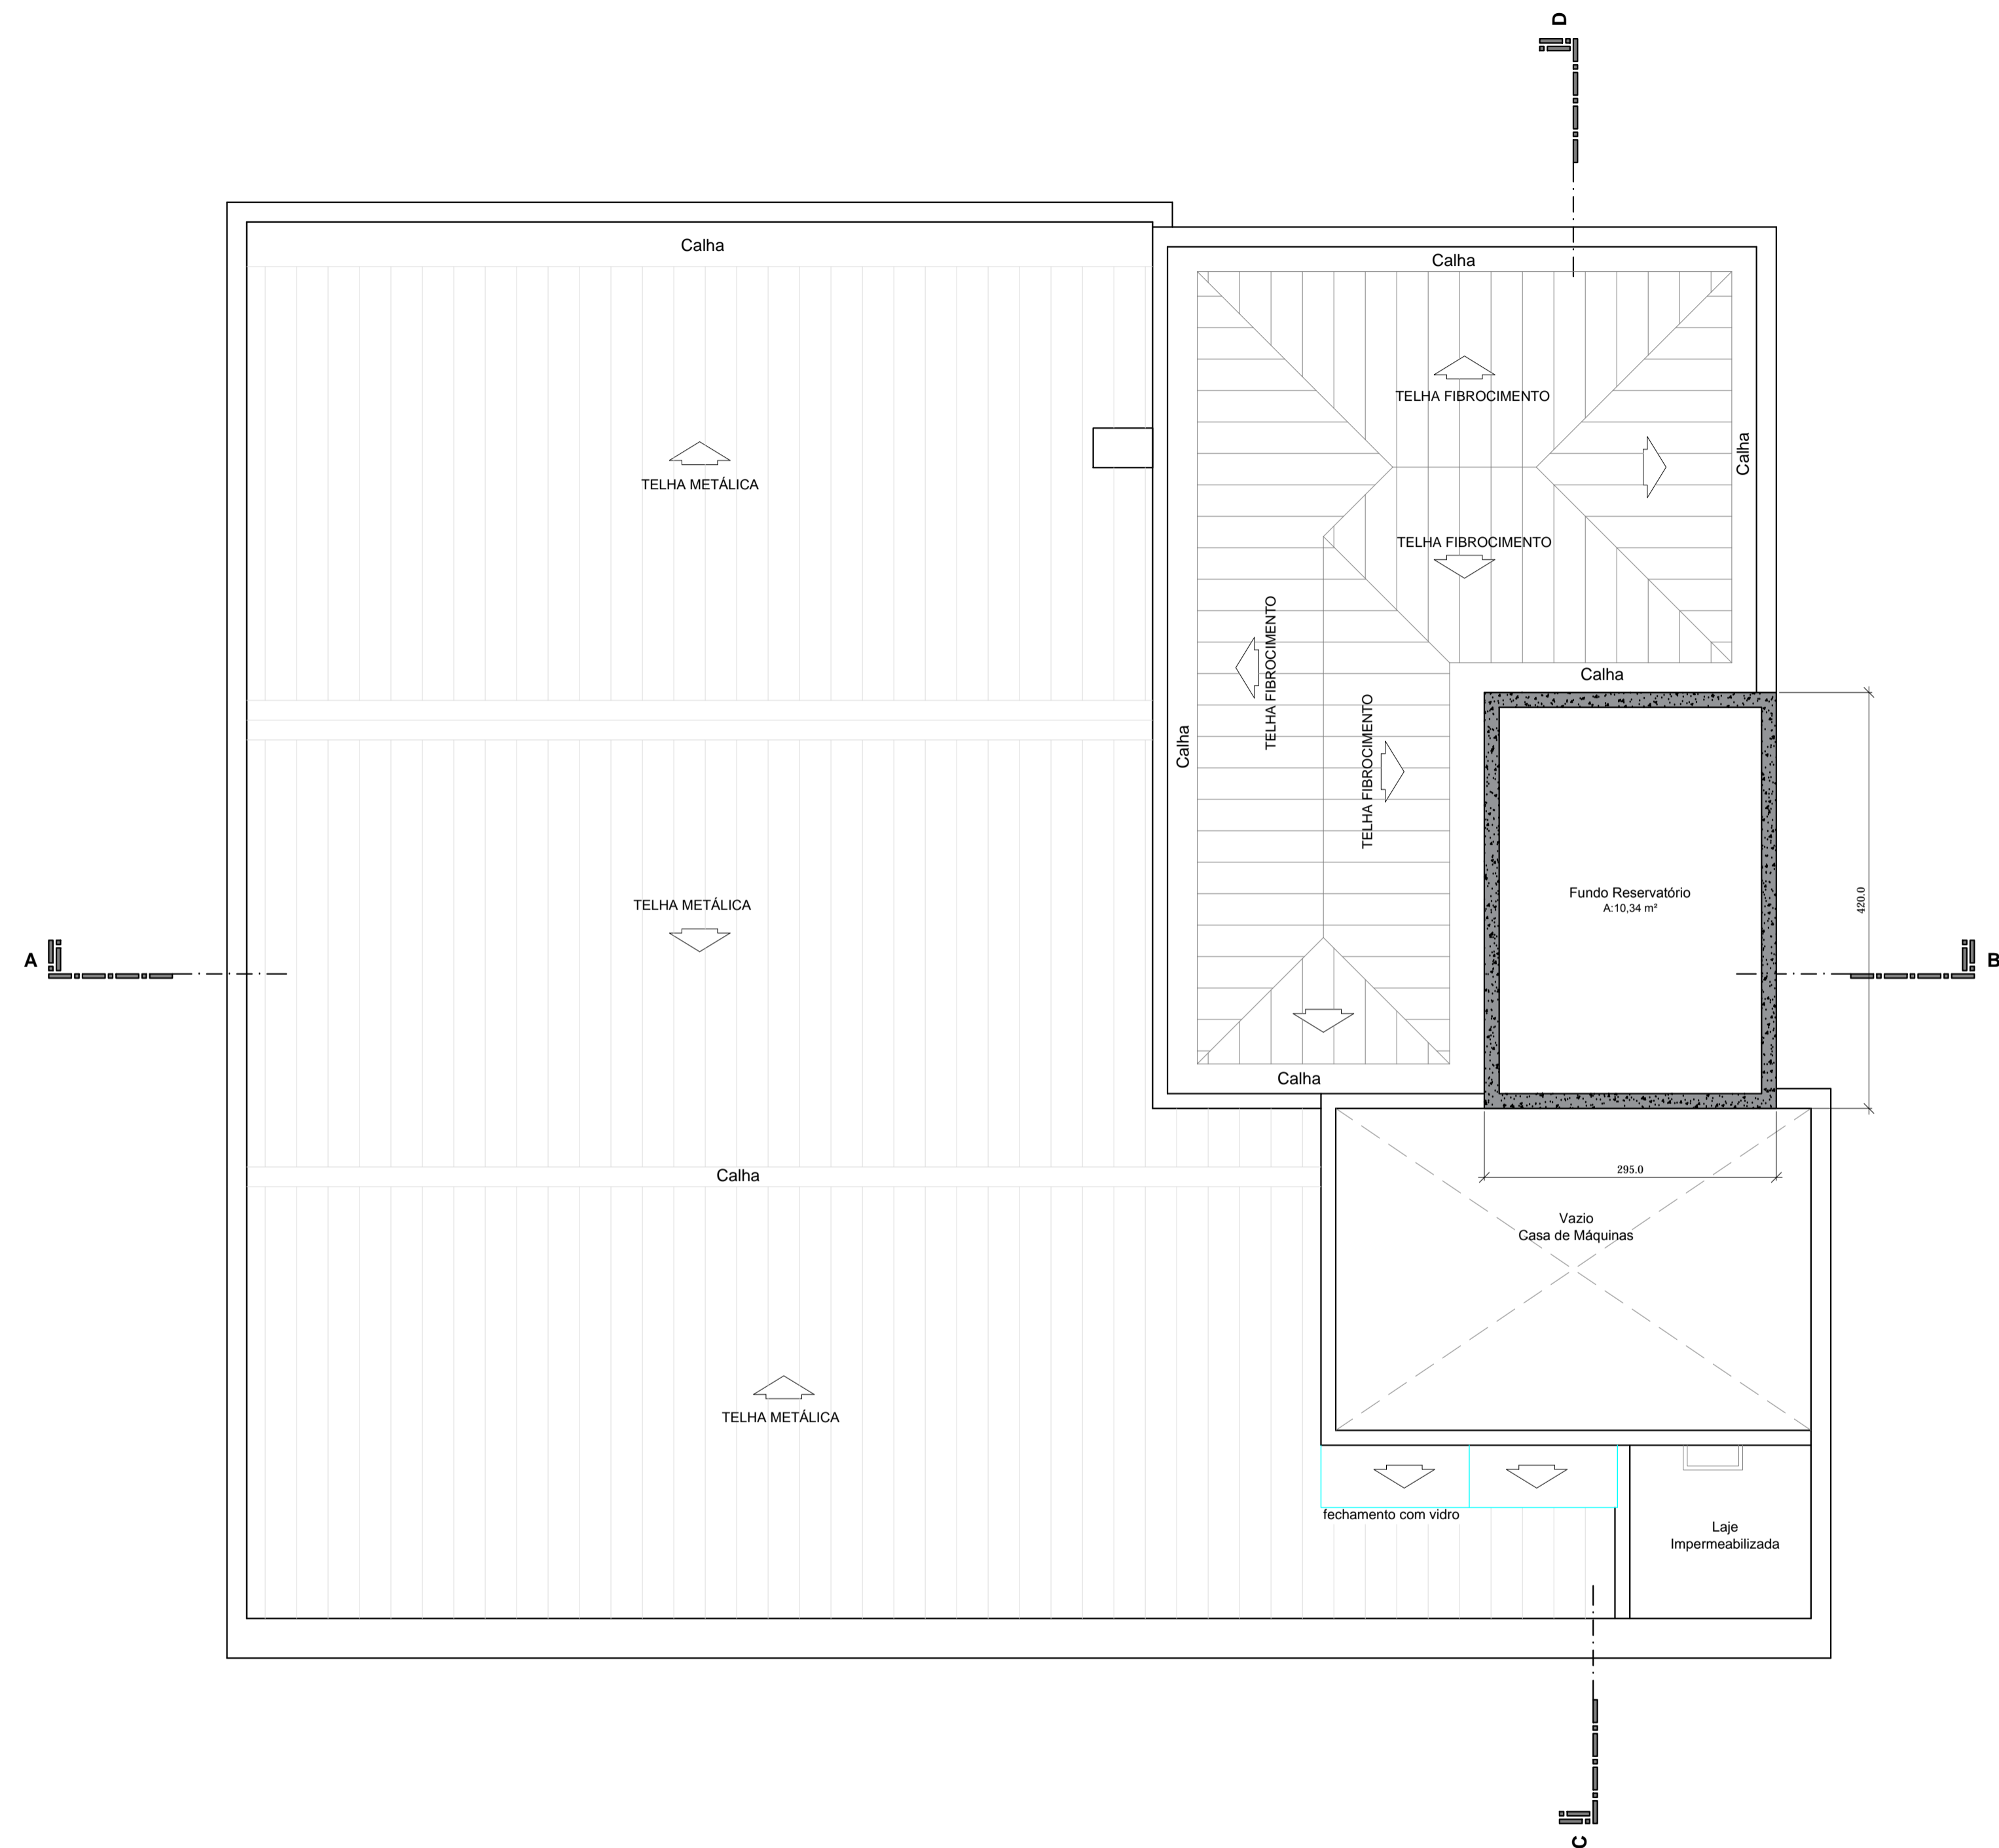 D
Calha
Calha
TELHA FIBROCIMENTO
Calha
TELHA METÁLICA
TELHA FIBROCIMENTO
TELHA FIBROCIMENTO
Calha
Calha
TELHA FIBROCIMENTO
Fundo Reservatório
A:10,34 m²
420.0
TELHA METÁLICA
A
B
Calha
Calha
295.0
Vazio
Casa de Máquinas
TELHA METÁLICA
fechamento com vidro
Laje
Impermeabilizada
C